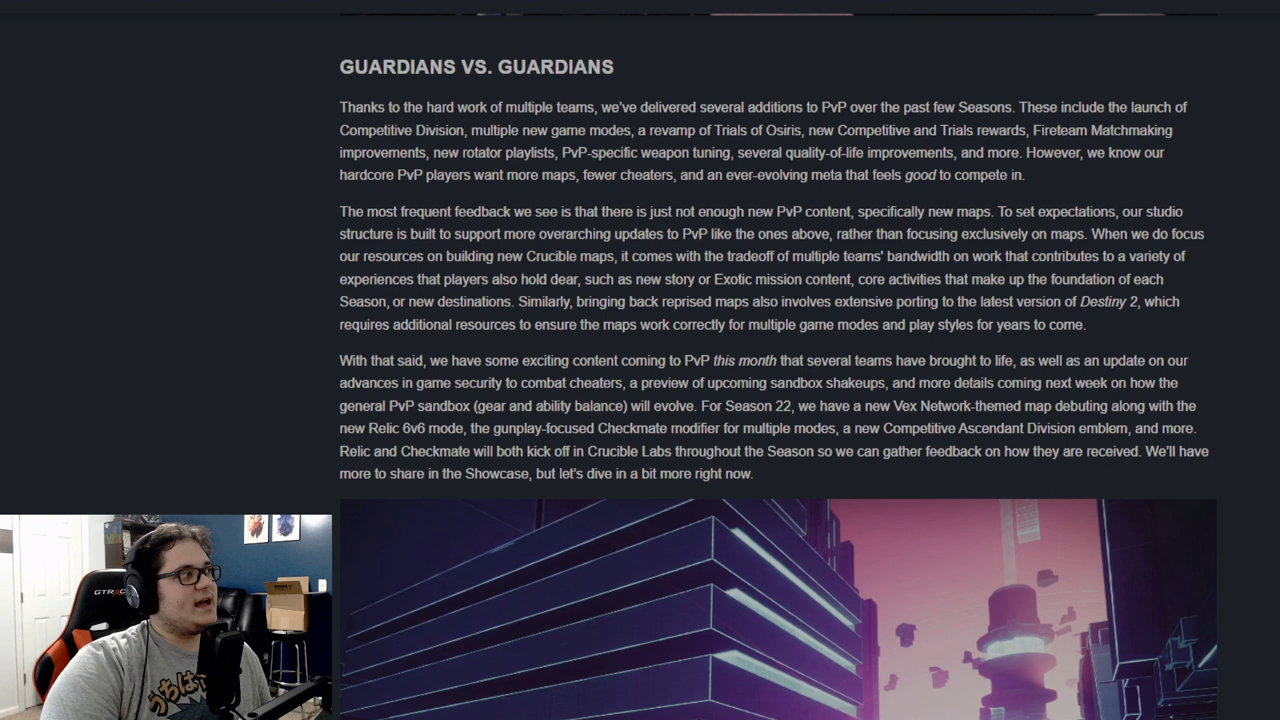 GUARDIANS VS. GUARDIANS
Thanks to the hard work of multiple teams, we've delivered several additions to PvP over the past few Seasons. These include the launch of
Competitive Division, multiple new game modes, a revamp of Trials of Osiris, new Competitive and Trials rewards, Fireteam Matchmaking
improvements, new rotator playlists, PvP-specific weapon tuning, several quality-of-life improvements, and more. However, we know our
hardcore PvP players want more maps, fewer cheaters, and an ever-evolving meta that feels good to compete in.
The most frequent feedback we see is that there is just not enough new PvP content, specifically new maps. To set expectations, our studio
structure is built to support more overarching updates to PvP like the ones above, rather than focusing exclusively on maps. When we do focus
our resources on building new Crucible maps, it comes with the tradeoff of multiple teams' bandwidth on work that contributes to a variety of
experiences that players also hold dear, such as new story or Exotic mission content, core activities that make up the foundation of each
Season, or new destinations. Similarly, bringing back reprised maps also involves extensive porting to the latest version of Destiny 2, which
requires additional resources to ensure the maps work correctly for multiple game modes and play styles for years to come.
With that said, we have some exciting content coming to PvP this month that several teams have brought to life, as well as an update on our
advances in game security to combat cheaters, a preview of upcoming sandbox shakeups, and more details coming next week on how the
general PvP sandbox (gear and ability balance) will evolve. For Season 22, we have a new Vex Network-themed map debuting along with the
new Relic 6v6 mode, the gunplay-focused Checkmate modifier for multiple modes, a new Competitive Ascendant Division emblem, and more.
Relic and Checkmate will both kick off in Crucible Labs throughout the Season so we can gather feedback on how they are received. We'll have
more to share in the Showcase, but let's dive in a bit more right now.
GTRAC
うちは